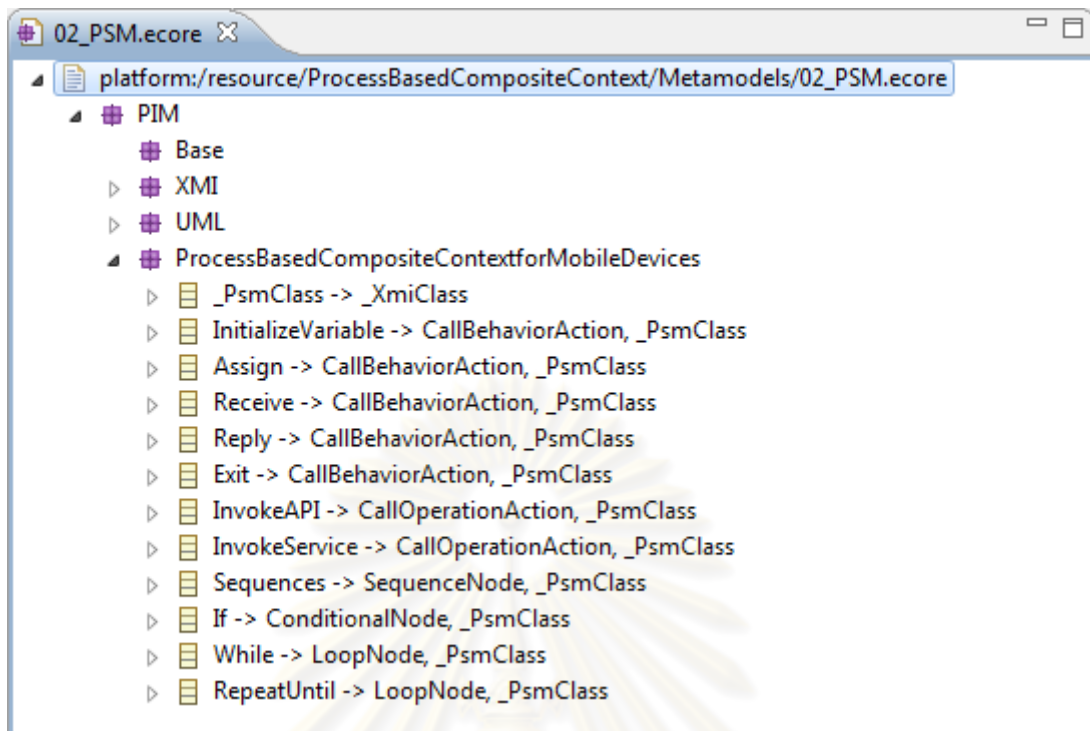 02_PSM.ecore
platform:/resource/ProcessBasedCompositeContext/Metamodels/02_PSM.ecore
PIM
Base
XMI
UML
ProcessBasedCompositeContextforMobileDevices
_PsmClass -> _XmiClass
InitializeVariable -> CallBehaviorAction, _PsmClass
Assign -> CallBehaviorAction, _PsmClass
Receive -> CallBehaviorAction, _PsmClass
Reply -> CallBehaviorAction, _PsmClass
Exit -> CallBehaviorAction, _PsmClass
InvokeAPI -> CallOperationAction, _PsmClass
InvokeService -> CallOperationAction, _PsmClass
Sequences -> SequenceNode, _PsmClass
If -> ConditionalNode, _PsmClass
While -> LoopNode, _PsmClass
RepeatUntil -> LoopNode, _PsmClass